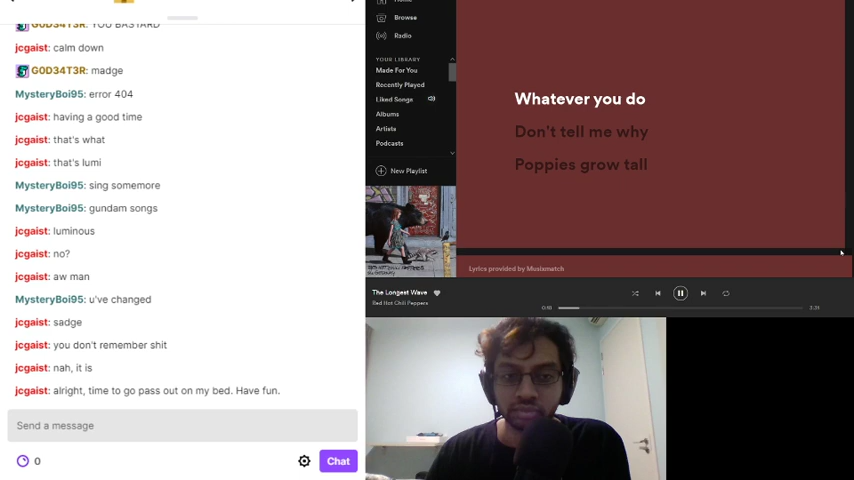 G0D34T3R: YOU BASTARD
jcgaist: calm down
G0D34T3R: madge
MysteryBoi95: error 404
jcgaist: having a good time
jcgaist: that's what
jcgaist: that's lumi
MysteryBoi95: sing somemore
MysteryBoi95: gundam songs
jcgaist: luminous
jcgaist: no?
jcgaist: aw man
MysteryBoi95: u've changed
jcgaist: sadge
jcgaist: you don't remember shit
jcgaist: nah, it is
jcgaist: alright, time to go pass out on my bed. Have fun.
Send a message
0
Chat
Browse
Radio
YOUR LIBRARY
Made For You
Recently Played
Liked Songs
Albums
Artists
Podcasts
New Playlist
Whatever you do
Don't tell me why
Poppies grow tall
Lyrics provided by Musixmatch
The Longest Wave
Red Hot Chili Peppers
3:31